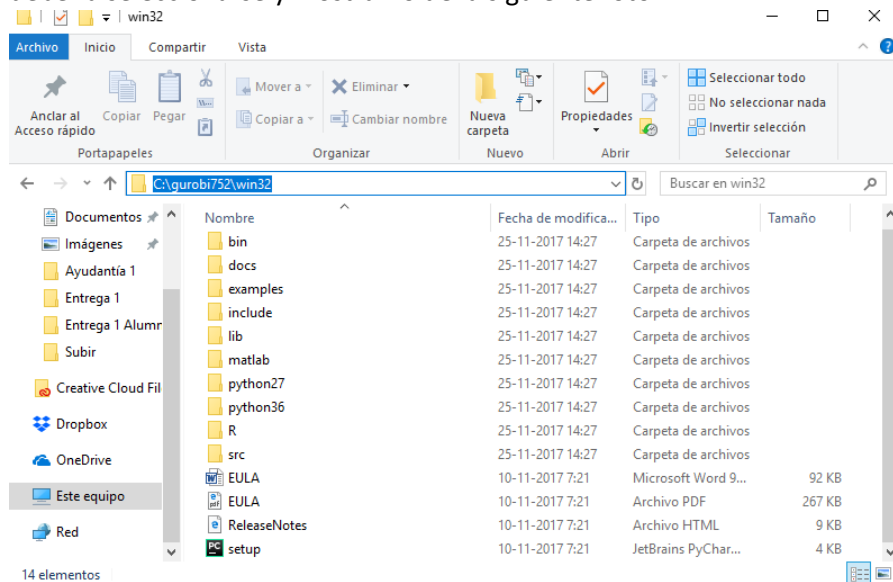 win32
Archivo Inicio Compartir Vista
Anclar al Acceso rápido
Copiar
Pegar
Mover a
Copiar a
Eliminar
Cambiar nombre
Nueva carpeta
Propiedades
Seleccionar todo
No seleccionar nada
Invertir selección
Portapapeles Organizar Nuevo Abrir Seleccionar
C:\gurobi752\win32 Buscar en win32
Documentos
Imágenes
Ayudantía 1
Entrega 1
Entrega 1 Alumn
Subir
Creative Cloud Fil
Dropbox
OneDrive
Este equipo
Red
Nombre Fecha de modifica... Tipo Tamaño
bin 25-11-2017 14:27 Carpeta de archivos
docs 25-11-2017 14:27 Carpeta de archivos
examples 25-11-2017 14:27 Carpeta de archivos
include 25-11-2017 14:27 Carpeta de archivos
lib 25-11-2017 14:27 Carpeta de archivos
matlab 25-11-2017 14:27 Carpeta de archivos
python27 25-11-2017 14:27 Carpeta de archivos
python36 25-11-2017 14:27 Carpeta de archivos
R 25-11-2017 14:27 Carpeta de archivos
src 25-11-2017 14:27 Carpeta de archivos
EULA 10-11-2017 7:21 Microsoft Word 9... 92 KB
EULA 10-11-2017 7:21 Archivo PDF 267 KB
ReleaseNotes 10-11-2017 7:21 Archivo HTML 9 KB
setup 10-11-2017 7:21 JetBrains PyChar... 4 KB
14 elementos